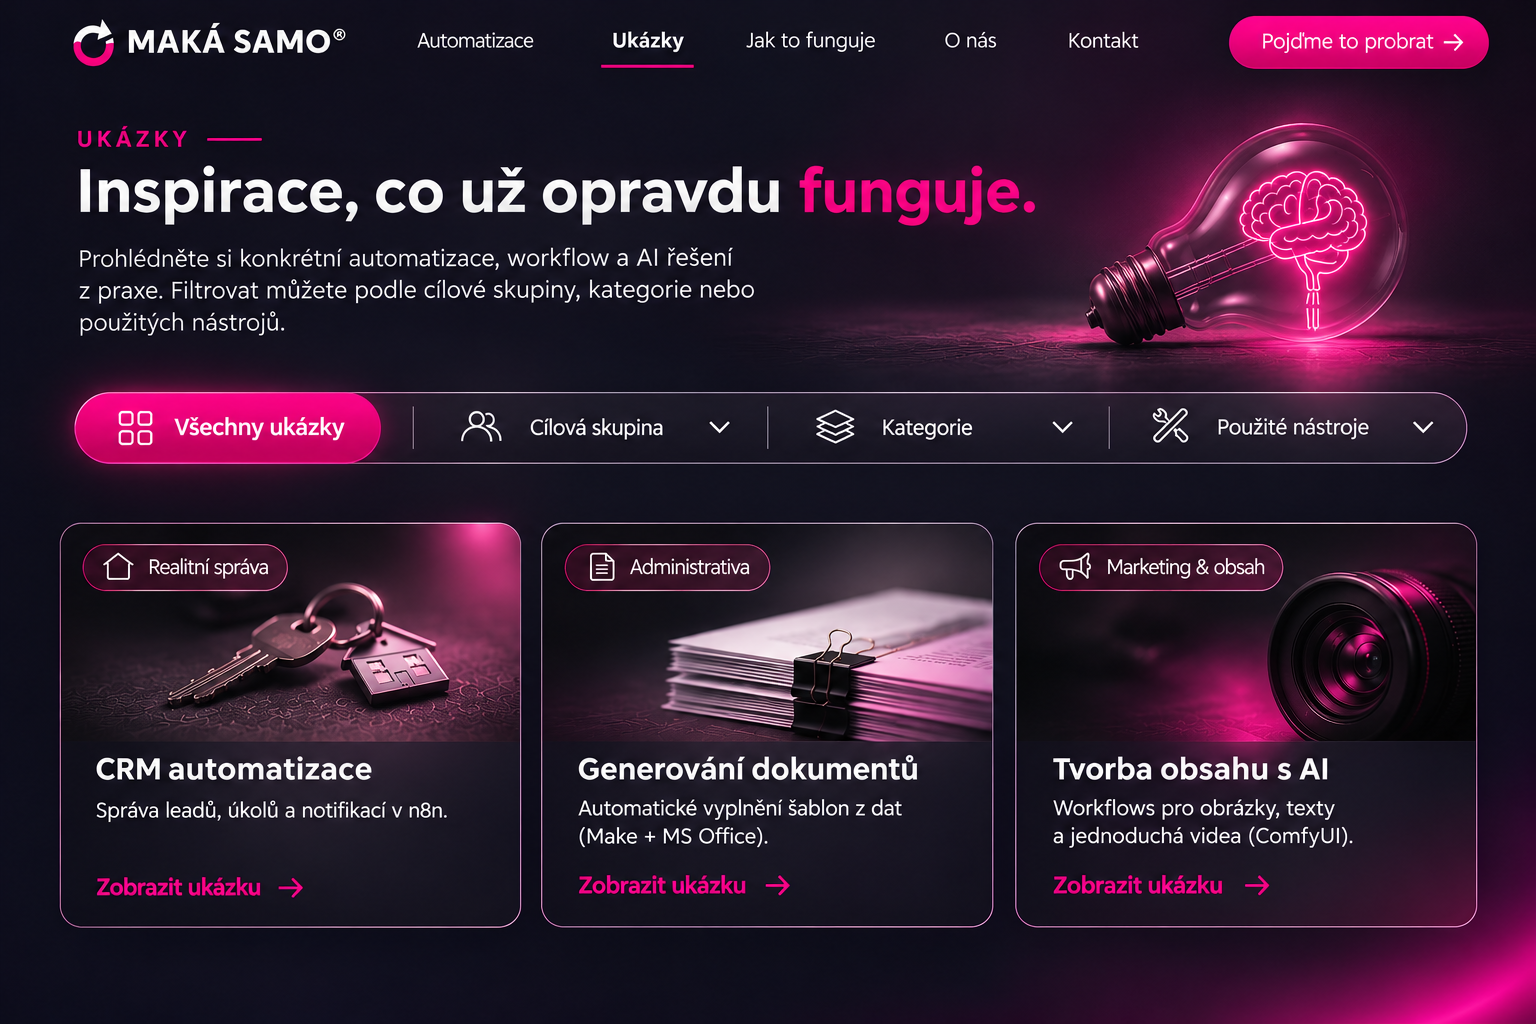 MAKÁ SAMO®
Automatizace
Ukázky
Jak to funguje
O nás
Kontakt
Pojďme to probrat →
UKÁZKY
Inspirace, co už opravdu funguje.
Prohlédněte si konkrétní automatizace, workflow a AI řešení
z praxe. Filtrovat můžete podle cílové skupiny, kategorie nebo
použitých nástrojů.
Všechny ukázky
Cílová skupina
Kategorie
Použité nástroje
Realitní správa
CRM automatizace
Správa leadů, úkolů a notifikací v n8n.
Zobrazit ukázku →
Administrativa
Generování dokumentů
Automatické vyplnění šablon z dat
(Make + MS Office).
Zobrazit ukázku →
Marketing & obsah
Tvorba obsahu s AI
Workflows pro obrázky, texty
a jednoduchá videa (ComfyUI).
Zobrazit ukázku →